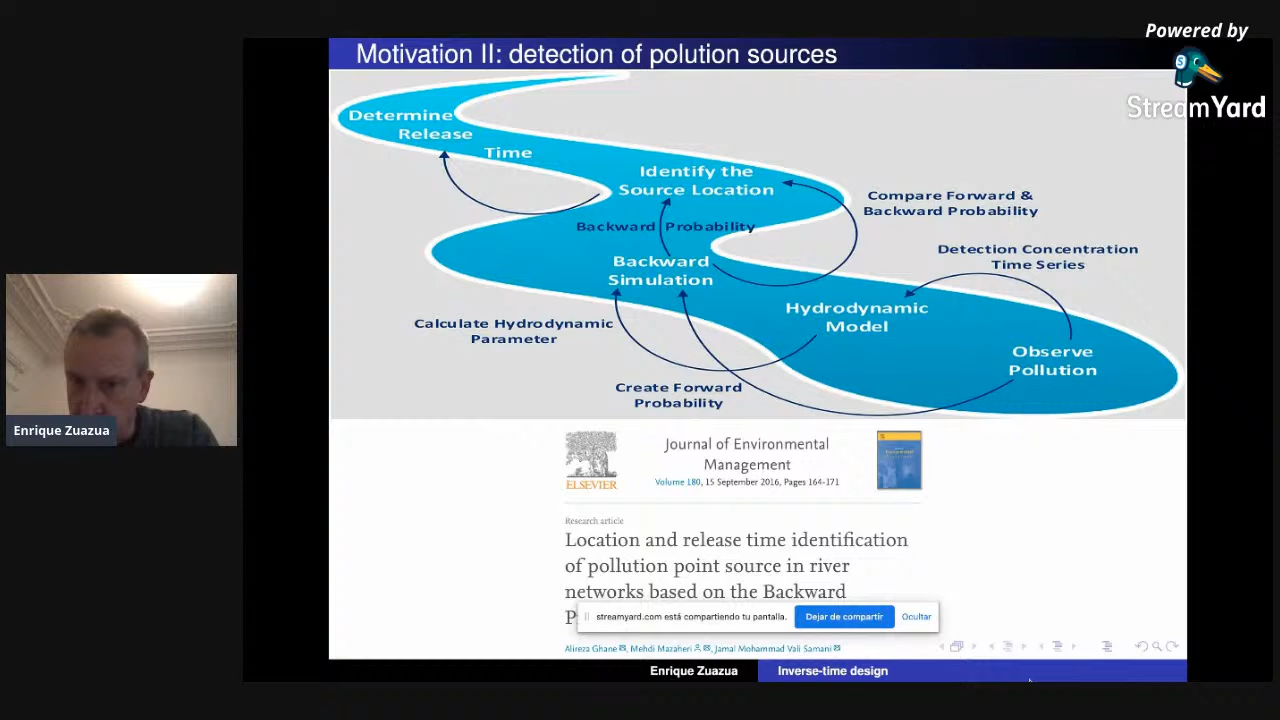 Powered by
StreamYard
Motivation II: detection of polution sources
Determine
Release
Time
Identify the
Source Location
Compare Forward &
Backward Probability
Backward Probability
Detection Concentration
Time Series
Backward
Simulation
Hydrodynamic
Model
Calculate Hydrodynamic
Parameter
Observe
Pollution
Create Forward
Probability
ELSEVIER
Journal of Environmental
Management
Volume 180, 15 September 2016, Pages 164-171
Research article
Location and release time identification
of pollution point source in river
networks based on the Backward
P
streamyard.com está compartiendo tu pantalla.
Dejar de compartir
Ocultar
Alireza Ghane, Mehdi Mazaheri, Jamal Mohammad Vali Samani
Enrique Zuazua
Inverse-time design
Enrique Zuazua